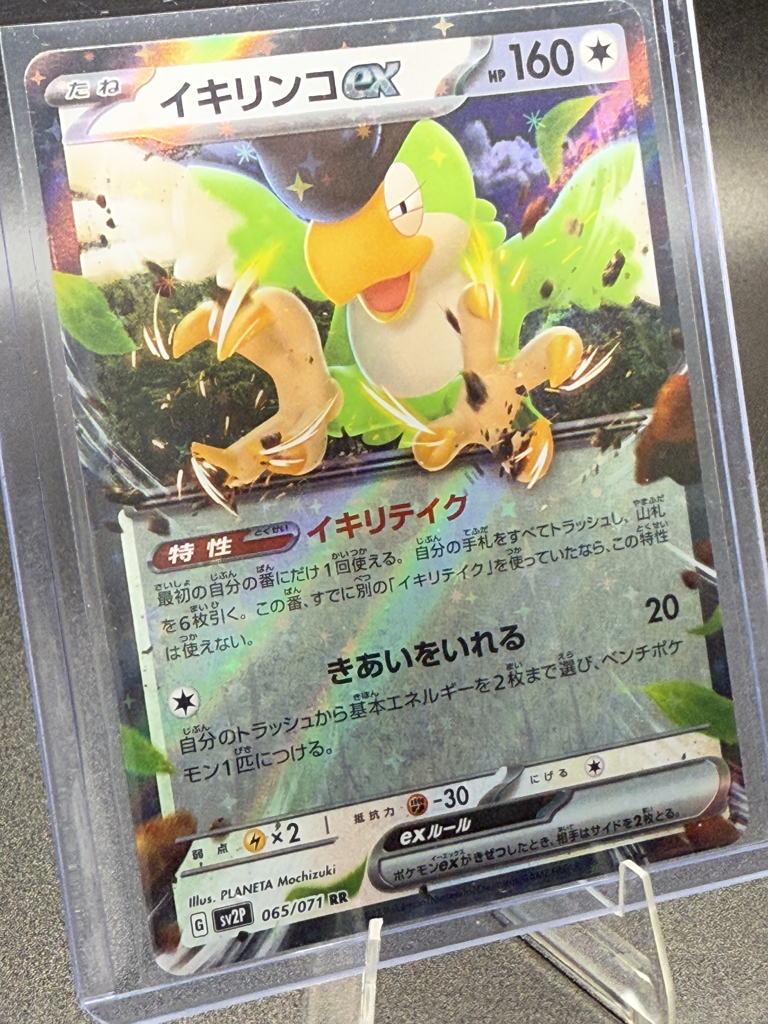 たね イキリンコex HP 160
特性 とくせい イキリテイク
最初の自分の番にだけ1回使える。自分の手札をすべてトラッシュし、山札
を6枚引く。この番、すでに別の「イキリテイク」を使っていたなら、この特性
は使えない。
きあいをいれる 20
自分のトラッシュから基本エネルギーを2枚まで選び、ベンチポケ
モン1匹につける。
弱点 ×2 抵抗力 -30 にげる
exルール
ポケモンexがきぜつしたとき、相手はサイドを2枚とる。
Illus. PLANETA Mochizuki
G sv2P 065/071 RR